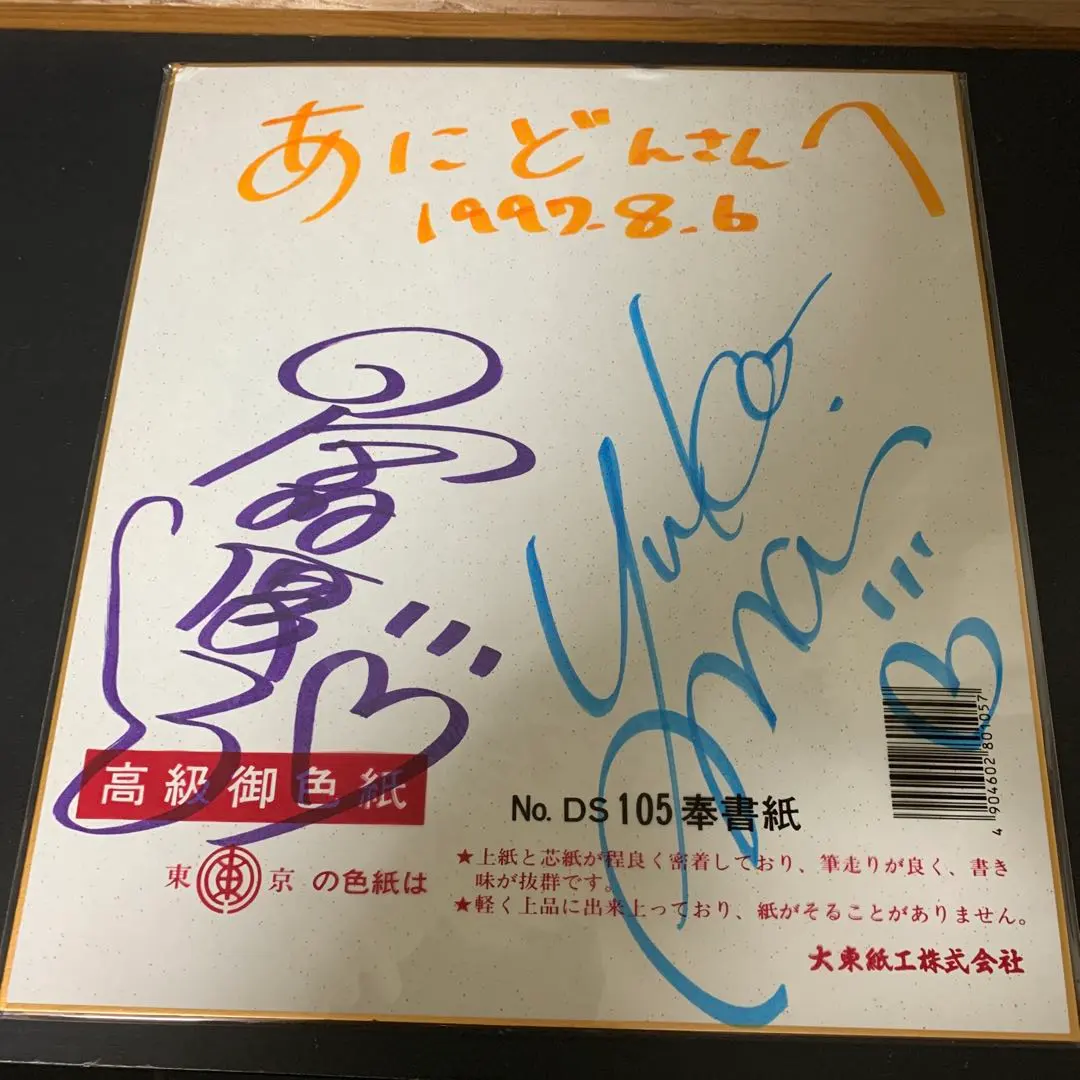 あにどんさんへ
1997-8-6
Yuko
高級御色紙
No. DS 105 奉書紙
4 904602 801057
東 東 京 の色紙は
★上紙と芯紙が程良く密着しており、筆走りが良く、書き
味が抜群です。
★軽く上品に出来上っており、紙がそることがありません。
大東紙工株式会社